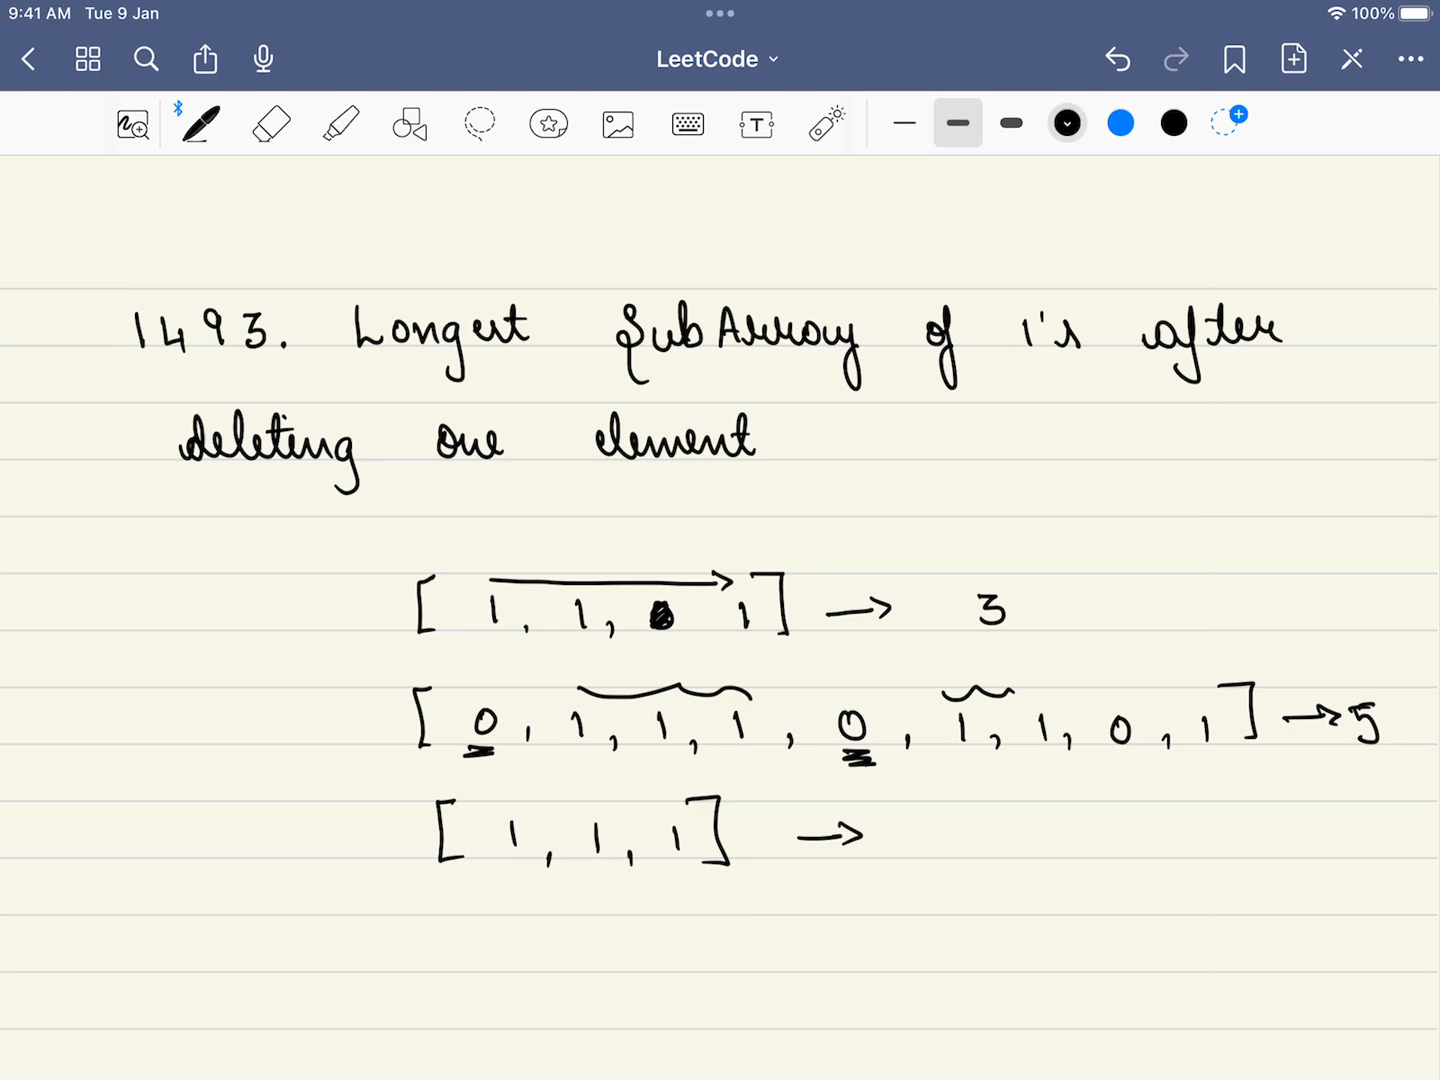 9:41 AM Tue 9 Jan
100%
LeetCode
1493. Longest SubArray of 1's after
deleting one element
[ 1, 1, 0 1 ] → 3
[ 0, 1, 1, 1, 0, 1, 1, 0, 1 ] → 5
[ 1, 1, 1 ] →